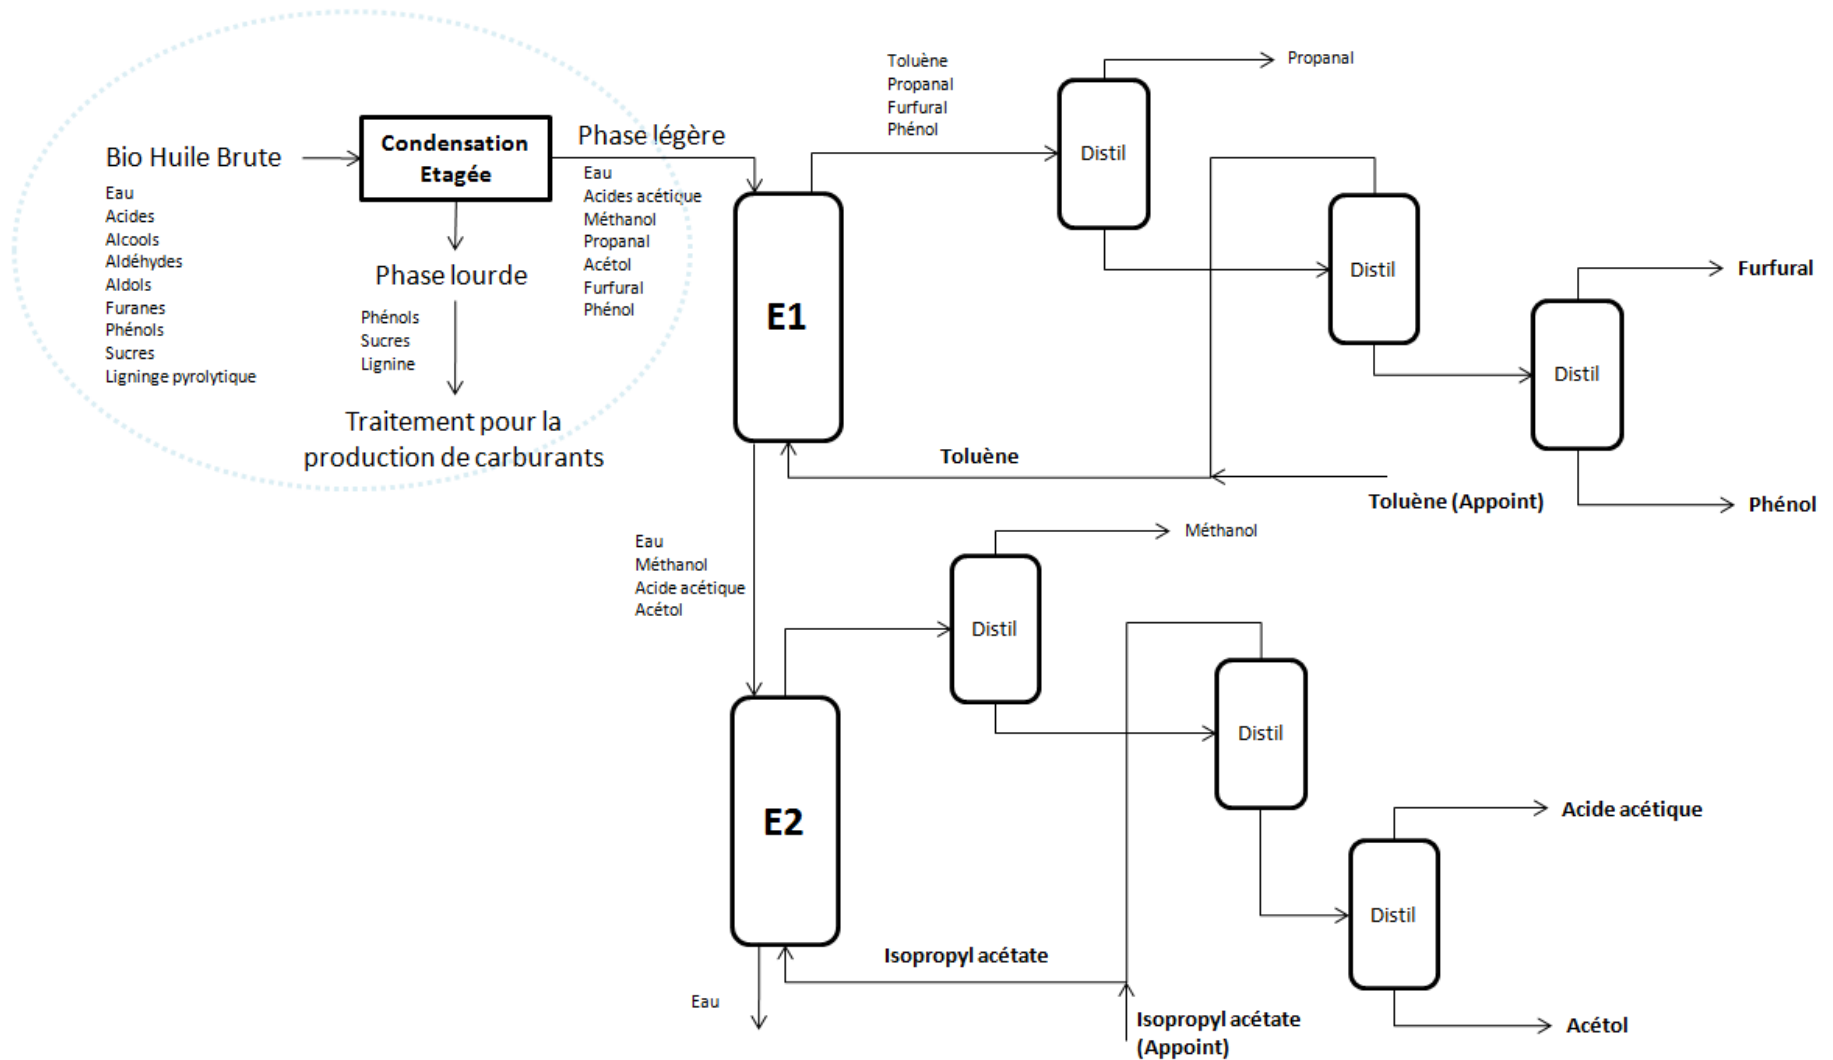 Bio Huile Brute
Eau
Acides
Alcools
Aldéhydes
Aldols
Furanes
Phénols
Sucres
Ligninge pyrolytique
Condensation
Etagée
Phase lourde
Phénols
Sucres
Lignine
Traitement pour la
production de carburants
Phase légère
Eau
Acides acétique
Méthanol
Propanal
Acétol
Furfural
Phénol
E1
Toluène
Propanal
Furfural
Phénol
Distil
Propanal
Distil
Distil
Furfural
Phénol
Toluène
Toluène (Appoint)
Eau
Méthanol
Acide acétique
Acétol
E2
Distil
Méthanol
Distil
Distil
Acide acétique
Acétol
Isopropyl acétate
Isopropyl acétate
(Appoint)
Eau